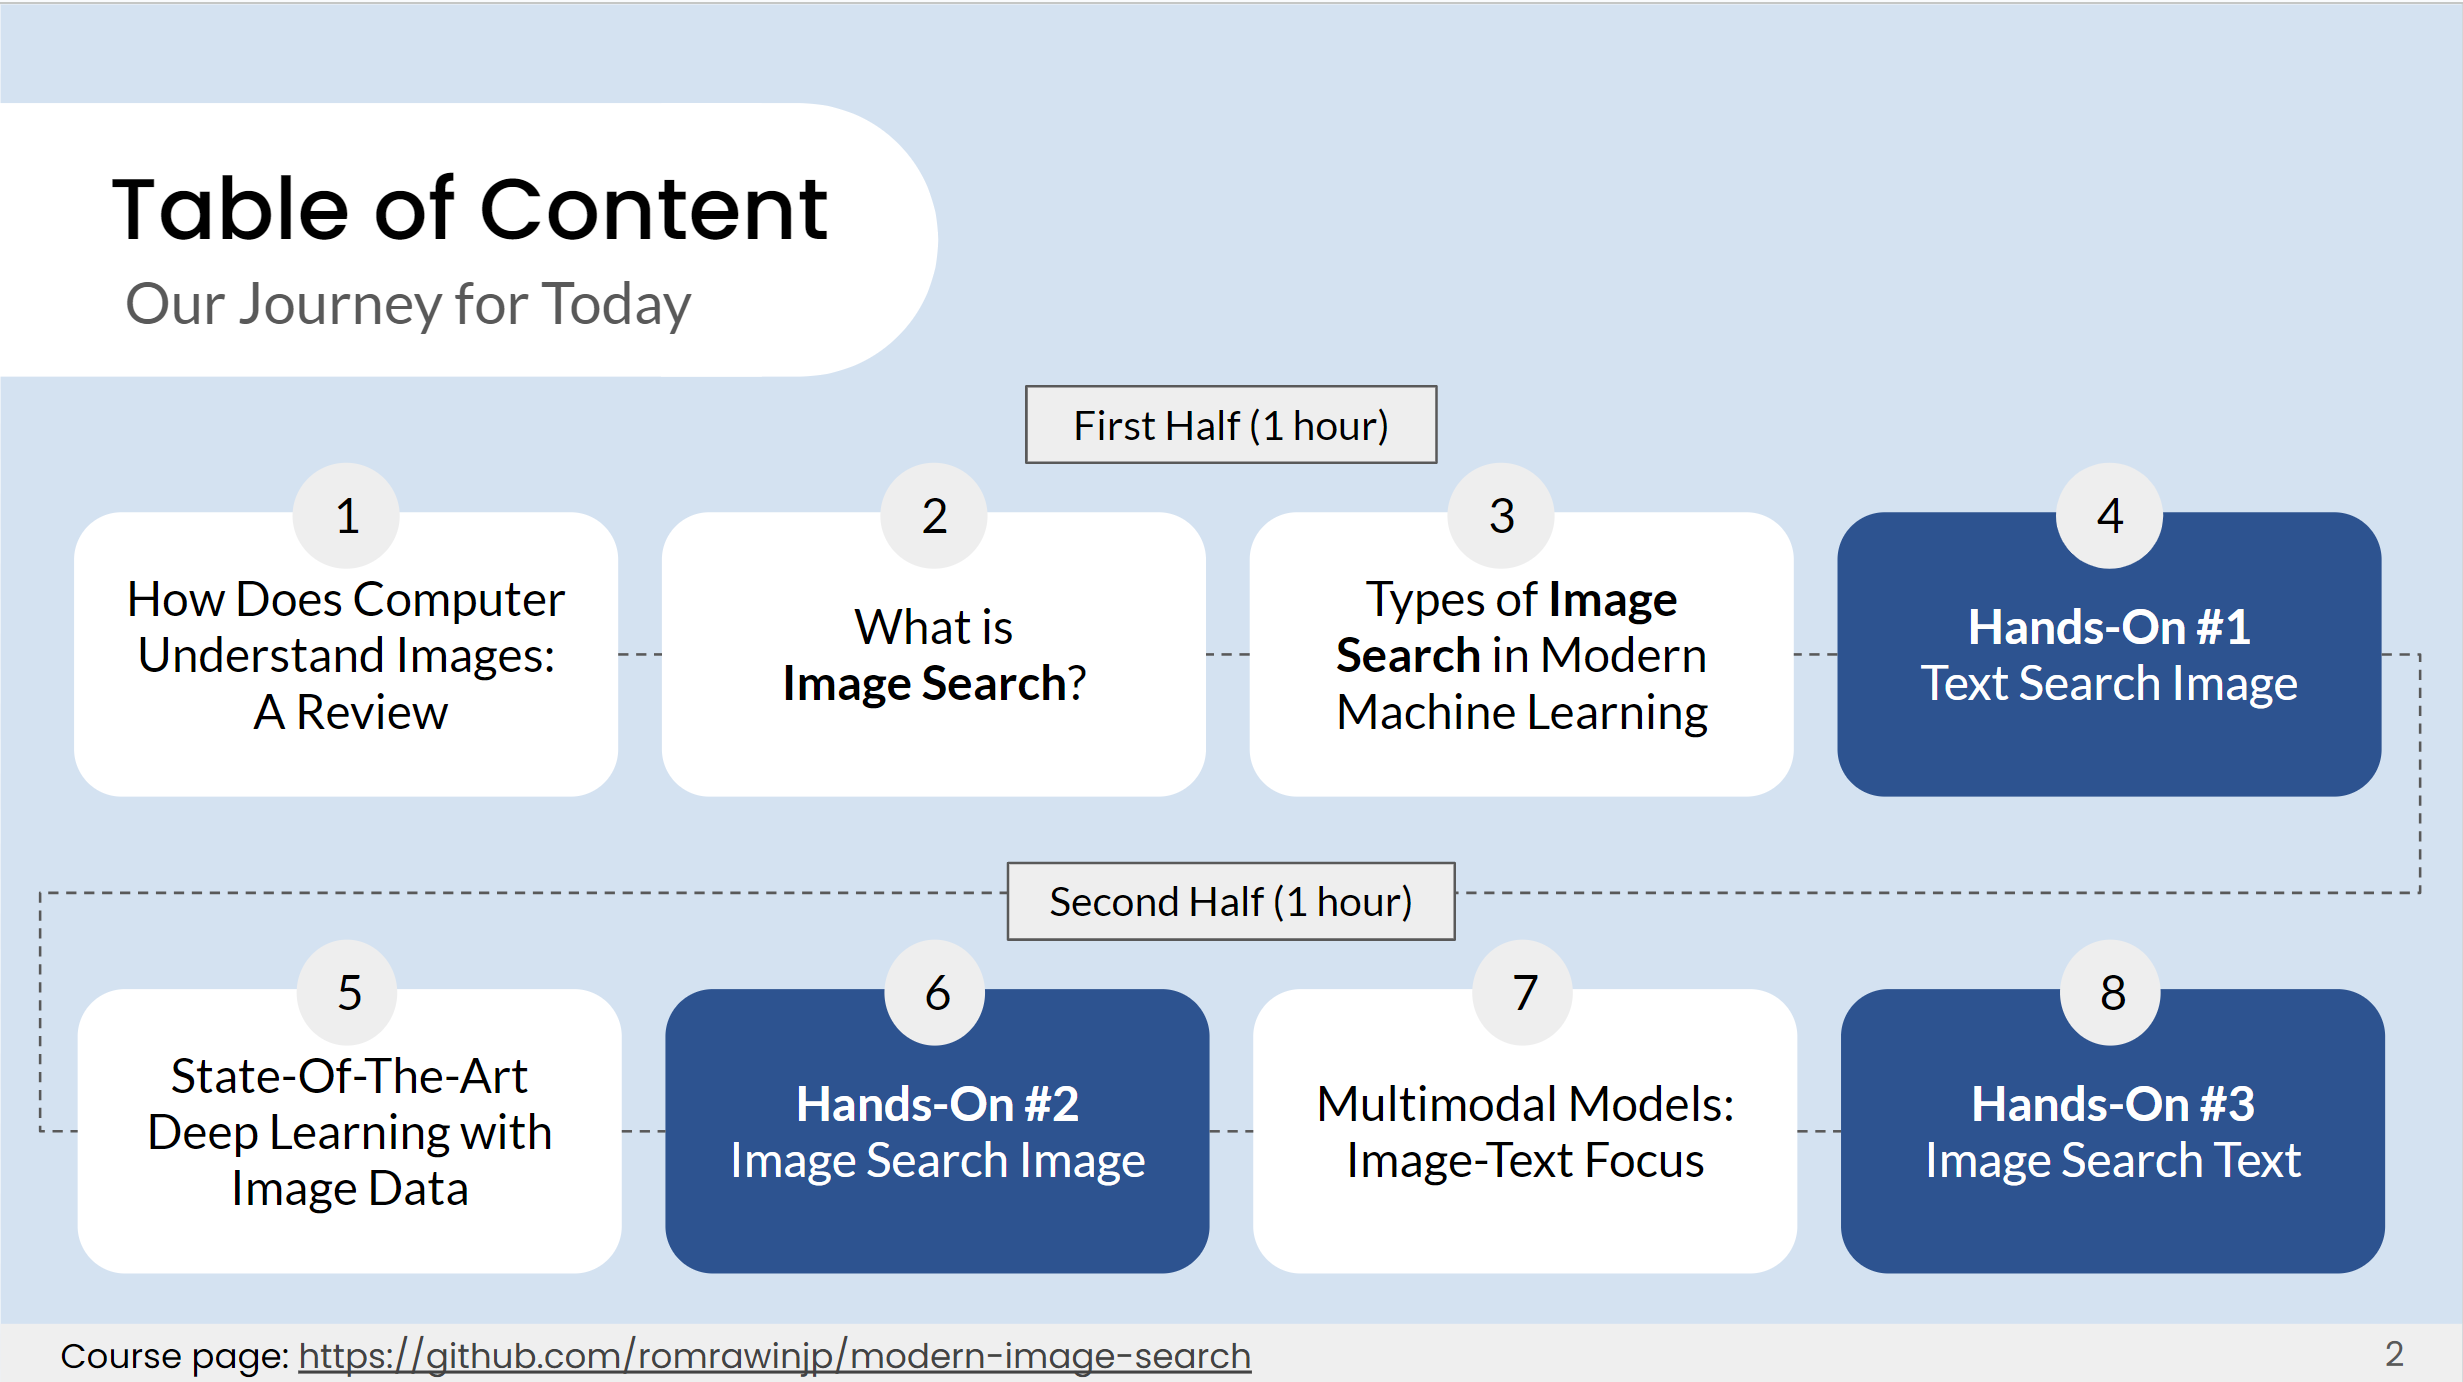 Table of Content
Our Journey for Today
First Half (1 hour)
1
How Does Computer
Understand Images:
A Review
2
What is
Image Search?
3
Types of Image
Search in Modern
Machine Learning
4
Hands-On #1
Text Search Image
Second Half (1 hour)
5
State-Of-The-Art
Deep Learning with
Image Data
6
Hands-On #2
Image Search Image
7
Multimodal Models:
Image-Text Focus
8
Hands-On #3
Image Search Text
Course page: https://github.com/romrawinjp/modern-image-search
2